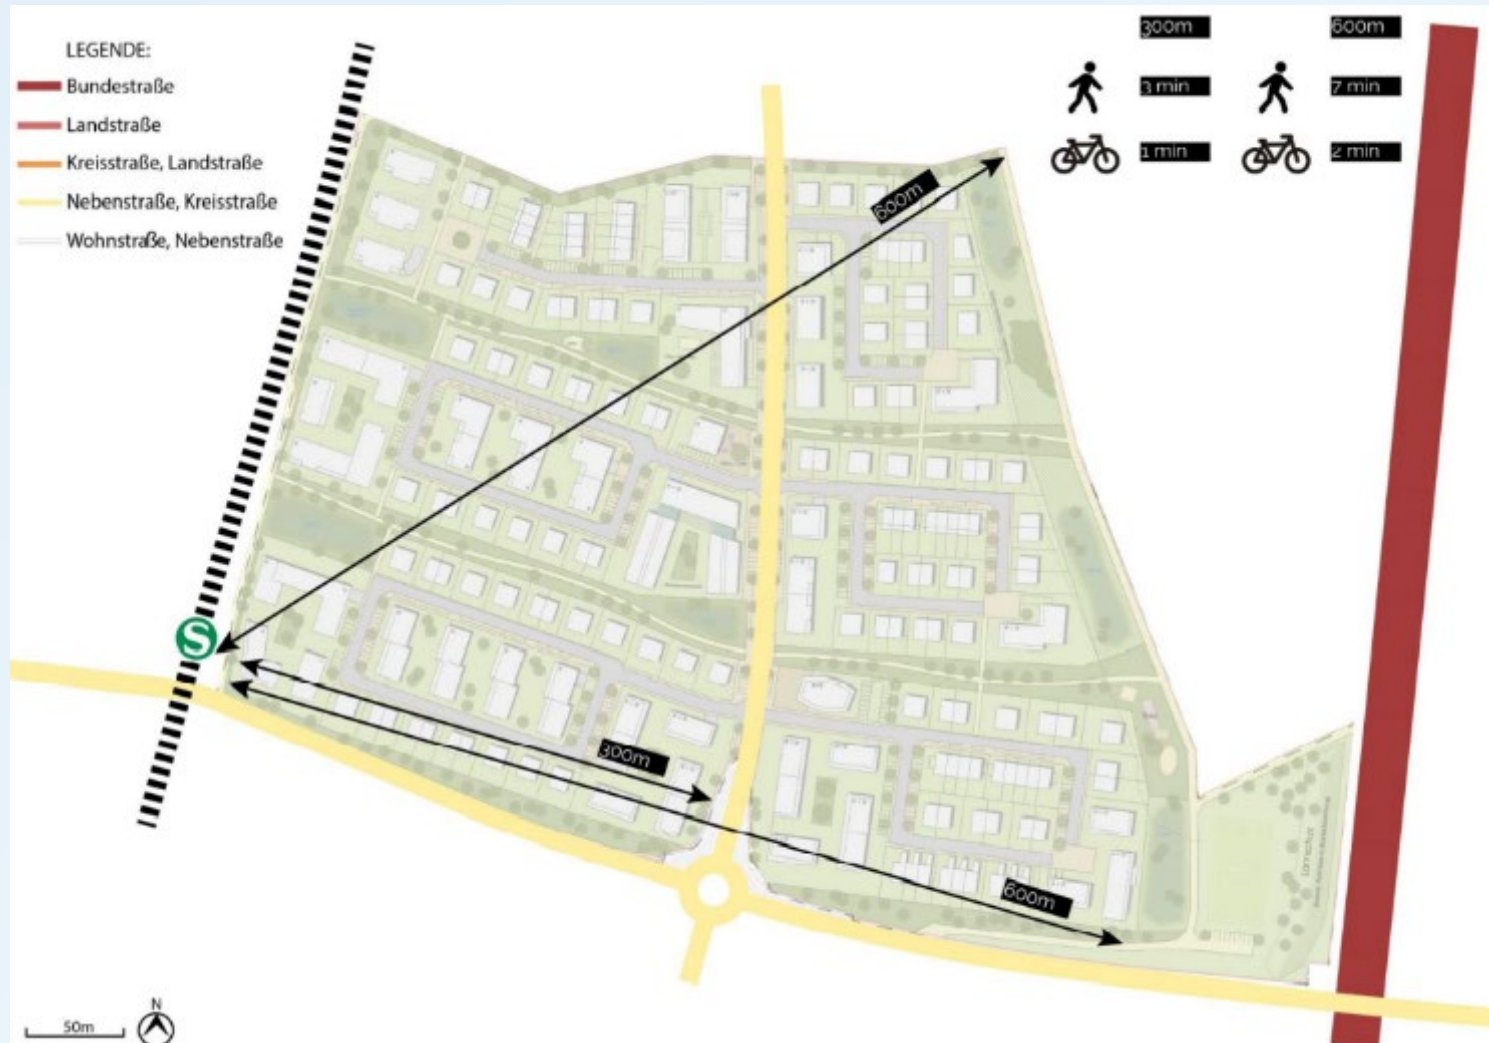 LEGENDE:
Bundestraße
Landstraße
Kreisstraße, Landstraße
Nebenstraße, Kreisstraße
Wohnstraße, Nebenstraße
300m 600m
3 min 7 min
1 min 2 min
600m
S
300m
600m
50m
N